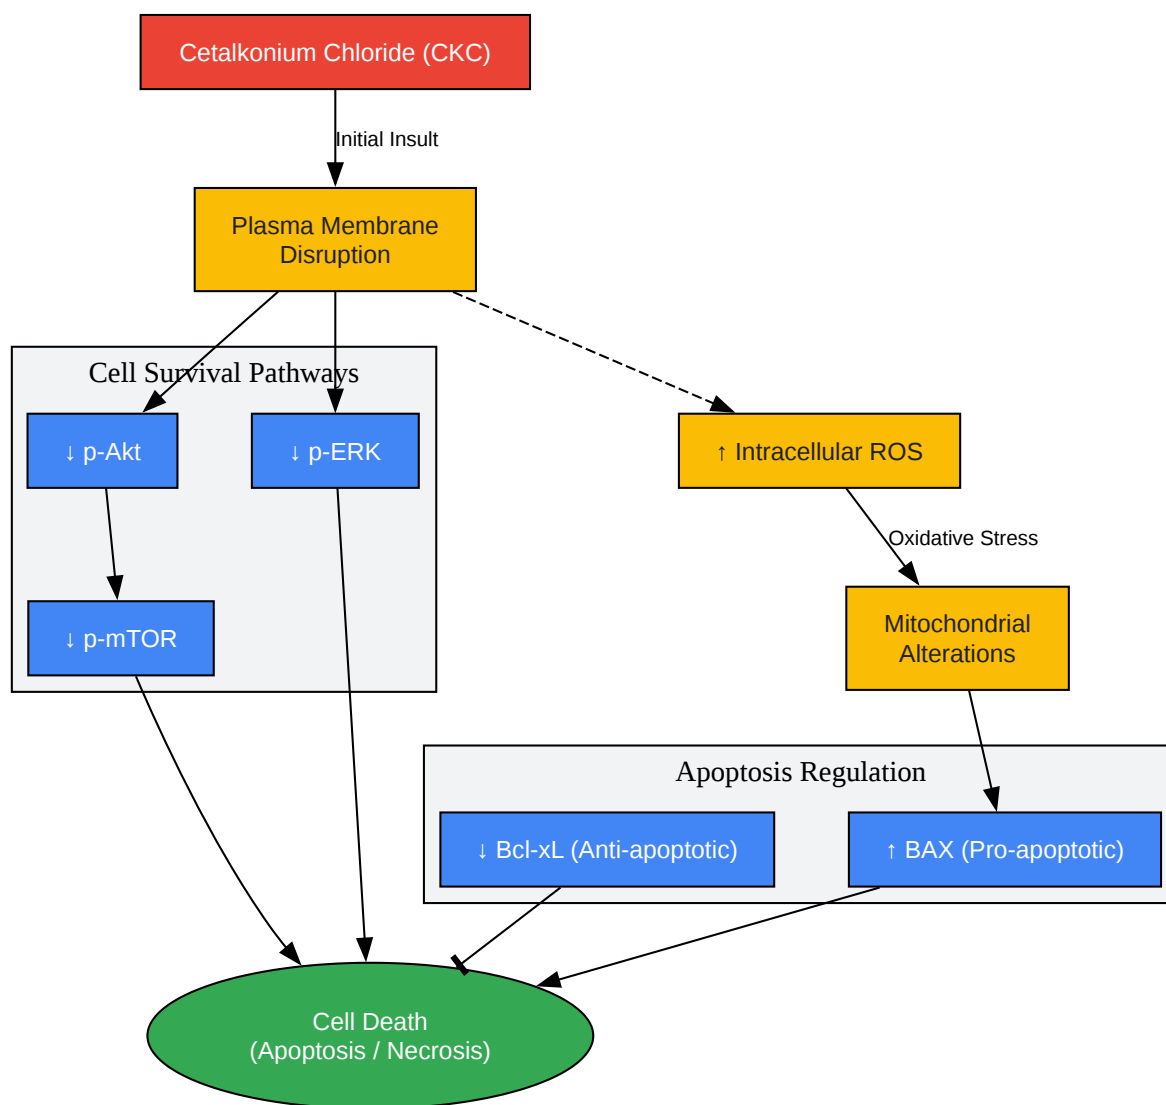 Cetalkonium Chloride (CKC)
Initial Insult
Plasma Membrane
Disruption
Cell Survival Pathways
↓ p-Akt
↓ p-ERK
↑ Intracellular ROS
Oxidative Stress
↓ p-mTOR
Mitochondrial
Alterations
Apoptosis Regulation
↓ Bcl-xL (Anti-apoptotic)
↑ BAX (Pro-apoptotic)
Cell Death
(Apoptosis / Necrosis)